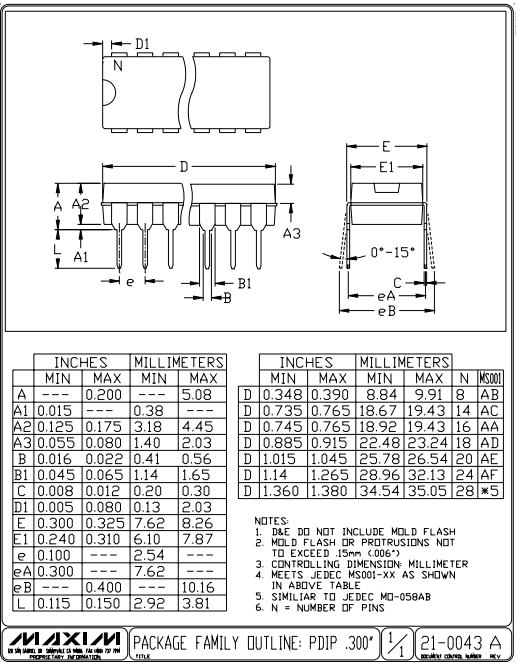 D1
N
D
E
E1
A
A2
A3
L
A1
e
B1
B
0°-15°
C
eA
eB
INCHES MILLIMETERS
MIN MAX MIN MAX
A --- 0.200 --- 5.08
A1 0.015 --- 0.38 ---
A2 0.125 0.175 3.18 4.45
A3 0.055 0.080 1.40 2.03
B 0.016 0.022 0.41 0.56
B1 0.045 0.065 1.14 1.65
C 0.008 0.012 0.20 0.30
D1 0.005 0.080 0.13 2.03
E 0.300 0.325 7.62 8.26
E1 0.240 0.310 6.10 7.87
e 0.100 --- 2.54 ---
eA 0.300 --- 7.62 ---
eB --- 0.400 --- 10.16
L 0.115 0.150 2.92 3.81
INCHES MILLIMETERS
MIN MAX MIN MAX N MS001
D 0.348 0.390 8.84 9.91 8 AB
D 0.735 0.765 18.67 19.43 14 AC
D 0.745 0.765 18.92 19.43 16 AA
D 0.885 0.915 22.48 23.24 18 AD
D 1.015 1.045 25.78 26.54 20 AE
D 1.14 1.265 28.96 32.13 24 AF
D 1.360 1.380 34.54 35.05 28 *5
NOTES:
1. D&E DO NOT INCLUDE MOLD FLASH
2. MOLD FLASH OR PROTRUSIONS NOT
TO EXCEED .15mm (.006")
3. CONTROLLING DIMENSION: MILLIMETER
4. MEETS JEDEC MS001-XX AS SHOWN
IN ABOVE TABLE
5. SIMILIAR TO JEDEC MO-058AB
6. N = NUMBER OF PINS
MAXIM
PROPRIETARY INFORMATION
PACKAGE FAMILY OUTLINE: PDIP .300"
TITLE
1/1
21-0043 A
DOCUMENT CONTROL NUMBER REV